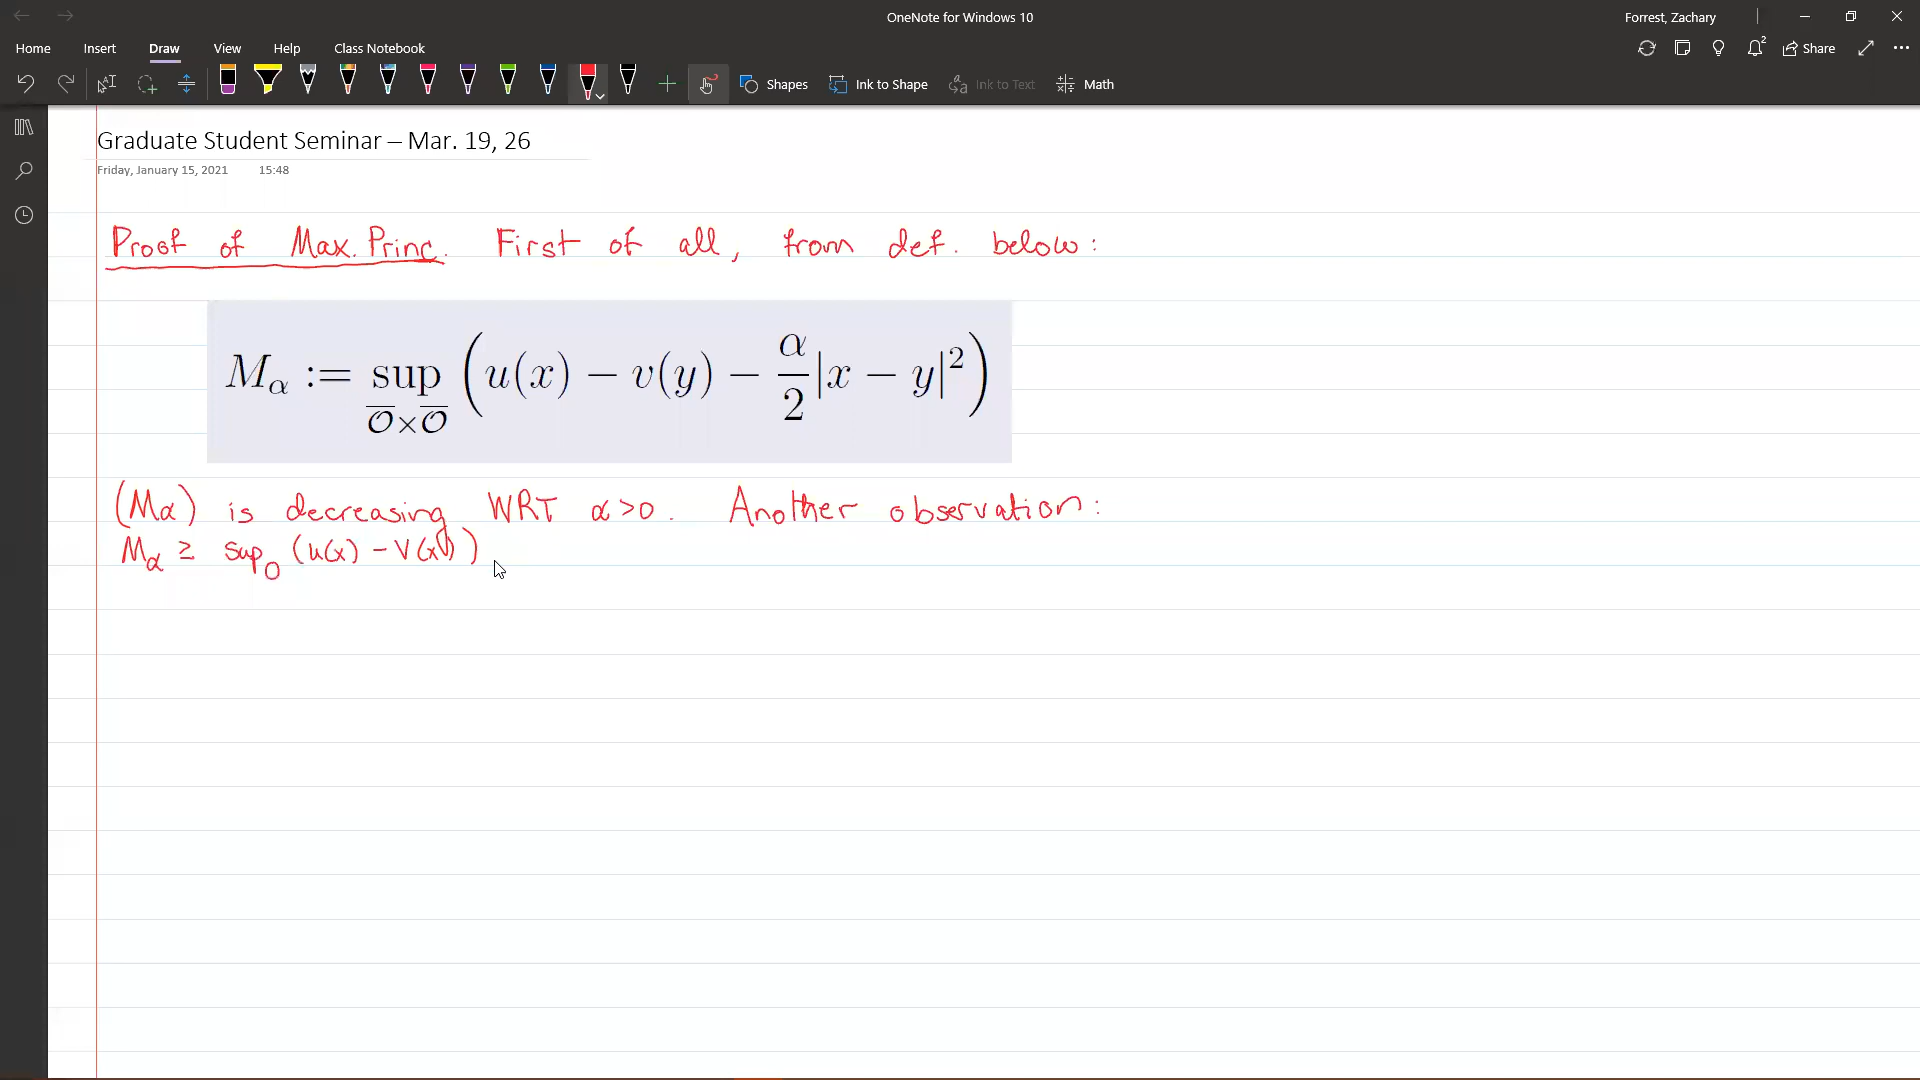 OneNote for Windows 10
Forrest, Zachary
Home Insert Draw View Help Class Notebook
2 Share
Shapes Ink to Shape Ink to Text Math
Graduate Student Seminar – Mar. 19, 26
Friday, January 15, 2021 15:48
Proof of Max. Princ. First of all, from def. below:
M_α := sup_{\overline{𝒪}×\overline{𝒪}} ( u(x) − v(y) − \frac{α}{2}|x − y|^2 )
(Mα) is decreasing WRT α>0. Another observation:
M_α ≥ sup_O (u(x) - v(x))